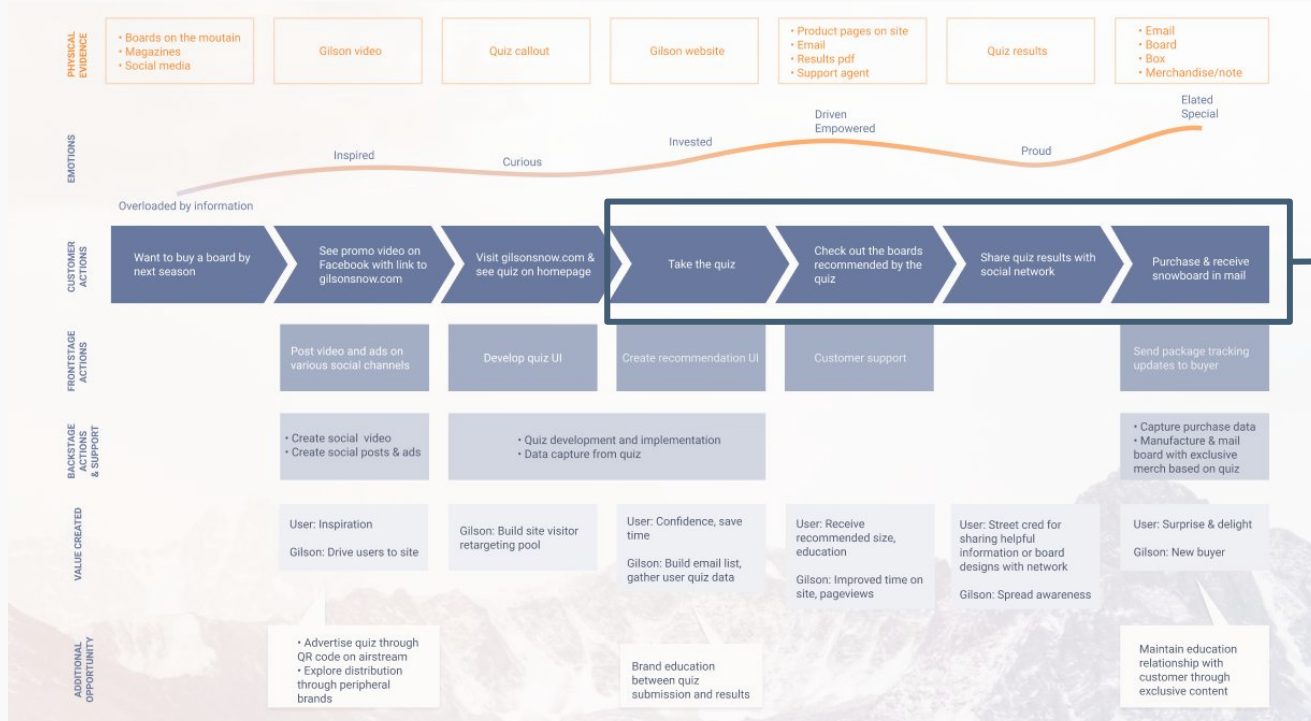 PHYSICAL
EVIDENCE
• Boards on the moutain
• Magazines
• Social media
Gilson video
Quiz callout
Gilson website
• Product pages on site
• Email
• Results pdf
• Support agent
Quiz results
• Email
• Board
• Box
• Merchandise/note
EMOTIONS
Overloaded by information
Inspired
Curious
Invested
Driven
Empowered
Proud
Elated
Special
CUSTOMER
ACTIONS
Want to buy a board by
next season
See promo video on
Facebook with link to
gilsonsnow.com
Visit gilsonsnow.com &
see quiz on homepage
Take the quiz
Check out the boards
recommended by the
quiz
Share quiz results with
social network
Purchase & receive
snowboard in mail
FRONTSTAGE
ACTIONS
Post video and ads on
various social channels
Develop quiz UI
Create recommendation UI
Customer support
Send package tracking
updates to buyer
BACKSTAGE
ACTIONS
& SUPPORT
• Create social video
• Create social posts & ads
• Quiz development and implementation
• Data capture from quiz
• Capture purchase data
• Manufacture & mail
board with exclusive
merch based on quiz
VALUE CREATED
User: Inspiration
Gilson: Drive users to site
Gilson: Build site visitor
retargeting pool
User: Confidence, save
time
Gilson: Build email list,
gather user quiz data
User: Receive
recommended size,
education
Gilson: Improved time on
site, pageviews
User: Street cred for
sharing helpful
information or board
designs with network
Gilson: Spread awareness
User: Surprise & delight
Gilson: New buyer
ADDITIONAL
OPPORTUNITY
• Advertise quiz through
QR code on airstream
• Explore distribution
through peripheral
brands
Brand education
between quiz
submission and results
Maintain education
relationship with
customer through
exclusive content